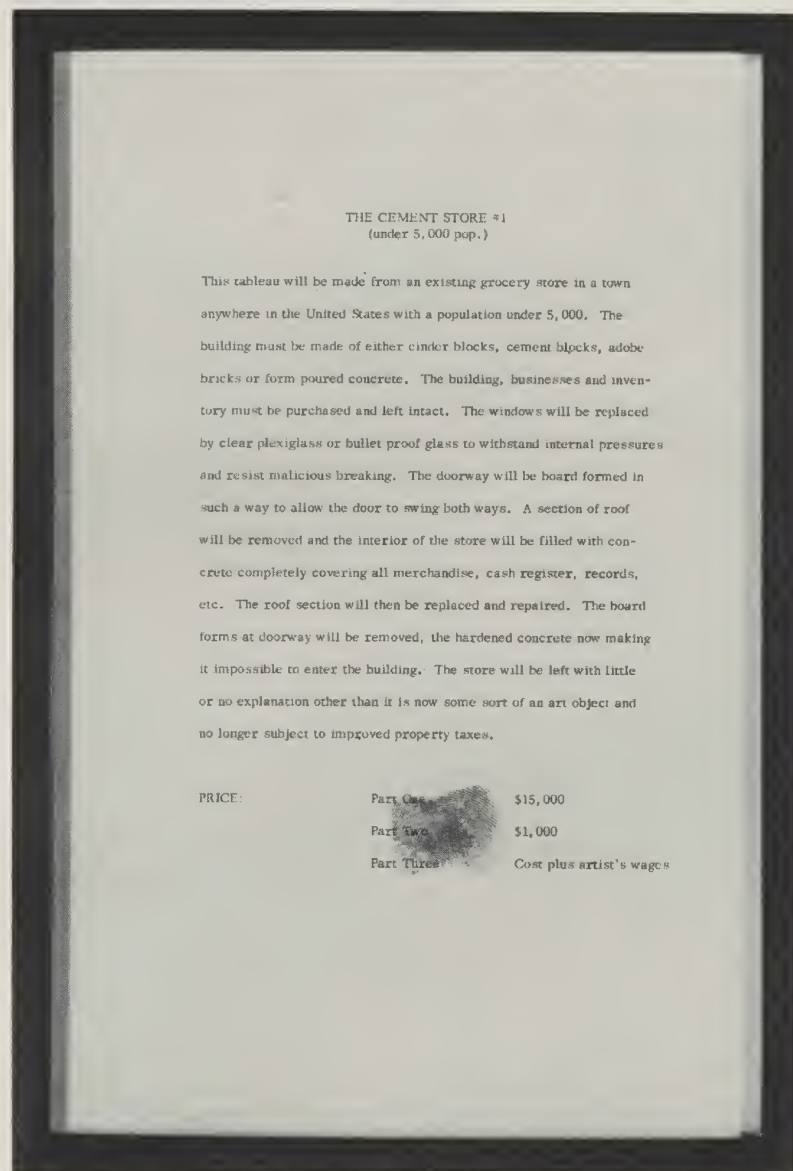 THE CEMENT STORE #1
(under 5,000 pop.)
This tableau will be made from an existing grocery store in a town
anywhere in the United States with a population under 5,000. The
building must be made of either cinder blocks, cement blocks, adobe
bricks or form poured concrete. The building, businesses and inven-
tory must be purchased and left intact. The windows will be replaced
by clear plexiglass or bullet proof glass to withstand internal pressures
and resist malicious breaking. The doorway will be board formed in
such a way to allow the door to swing both ways. A section of roof
will be removed and the interior of the store will be filled with con-
crete completely covering all merchandise, cash register, records,
etc. The roof section will then be replaced and repaired. The board
forms at doorway will be removed, the hardened concrete now making
it impossible to enter the building. The store will be left with little
or no explanation other than it is now some sort of an art object and
no longer subject to improved property taxes.
PRICE: Part One $15,000
Part Two $1,000
Part Three Cost plus artist's wages